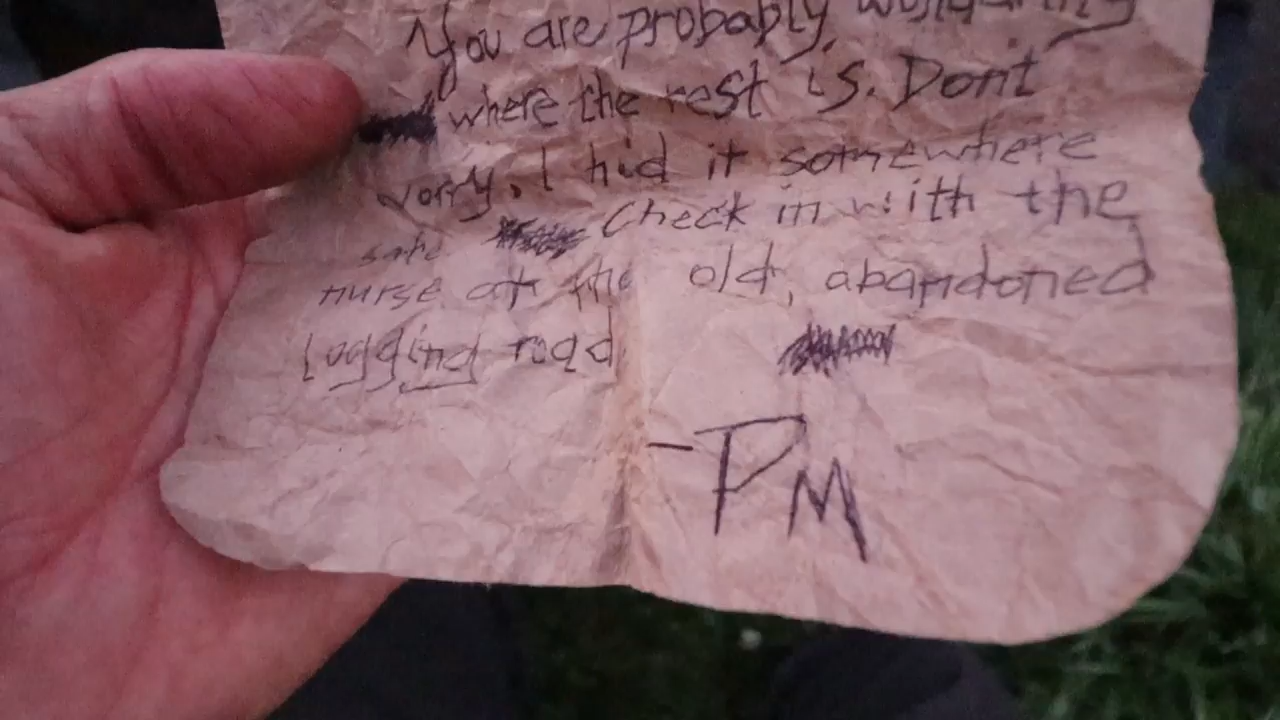 You are probably wondering
where the rest is. Dont
worry. I hid it somewhere
safe Check in with the
nurse at the old, abandoned
logging road
-PM